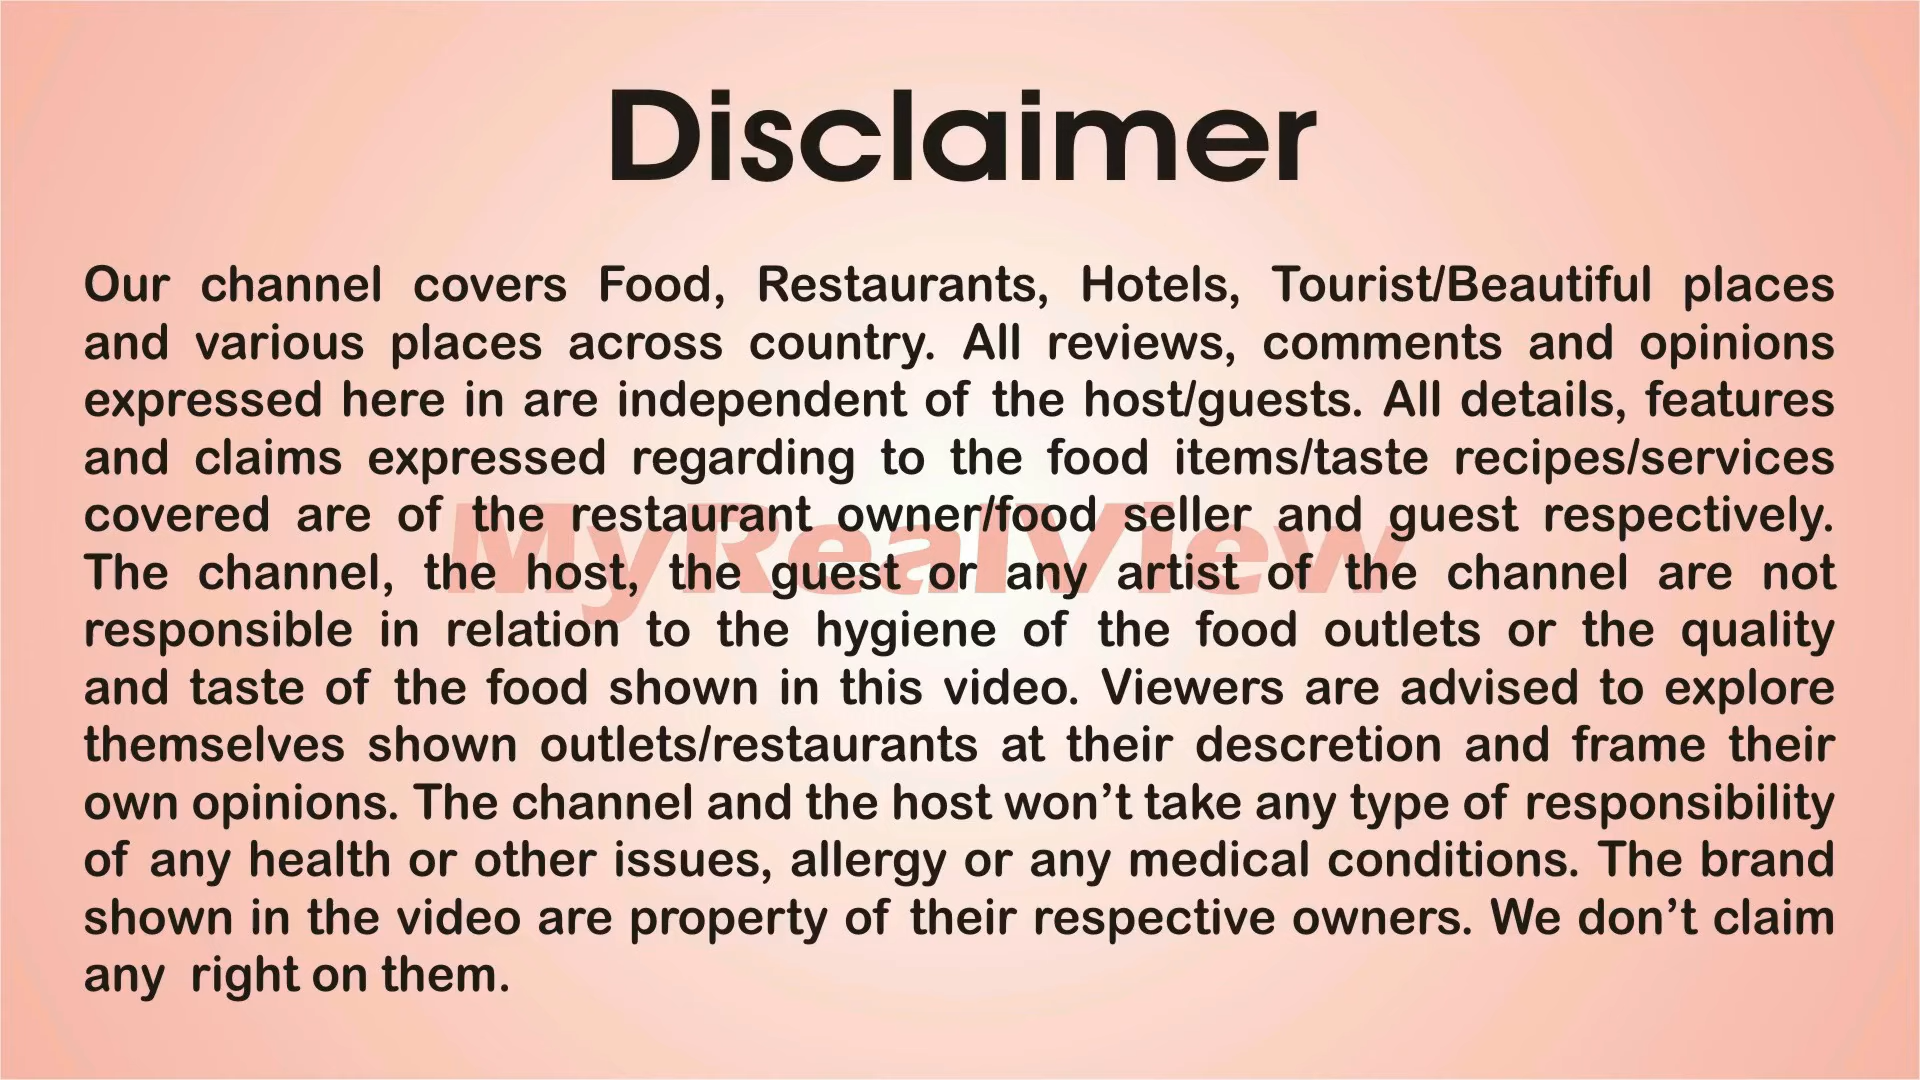 Disclaimer
Our channel covers Food, Restaurants, Hotels, Tourist/Beautiful places
and various places across country. All reviews, comments and opinions
expressed here in are independent of the host/guests. All details, features
and claims expressed regarding to the food items/taste recipes/services
covered are of the restaurant owner/food seller and guest respectively.
MyRealView
The channel, the host, the guest or any artist of the channel are not
responsible in relation to the hygiene of the food outlets or the quality
and taste of the food shown in this video. Viewers are advised to explore
themselves shown outlets/restaurants at their descretion and frame their
own opinions. The channel and the host won’t take any type of responsibility
of any health or other issues, allergy or any medical conditions. The brand
shown in the video are property of their respective owners. We don’t claim
any right on them.